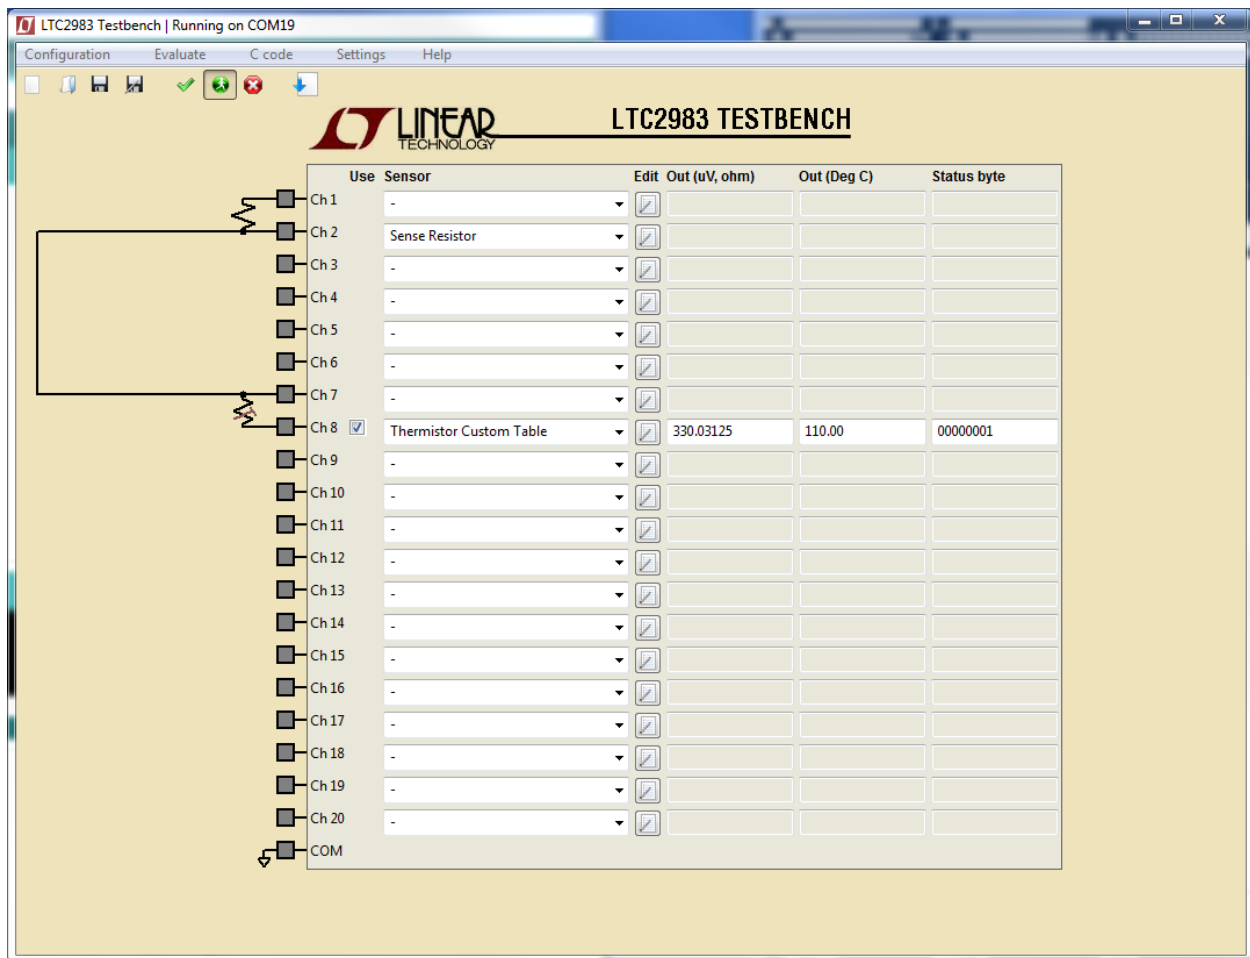 LTC2983 Testbench | Running on COM19
Configuration Evaluate C code Settings Help
LINEAR TECHNOLOGY
LTC2983 TESTBENCH
Use Sensor Edit Out (uV, ohm) Out (Deg C) Status byte
Ch 1 -
Ch 2 Sense Resistor
Ch 3 -
Ch 4 -
Ch 5 -
Ch 6 -
Ch 7 -
Ch 8 Thermistor Custom Table 330.03125 110.00 00000001
Ch 9 -
Ch 10 -
Ch 11 -
Ch 12 -
Ch 13 -
Ch 14 -
Ch 15 -
Ch 16 -
Ch 17 -
Ch 18 -
Ch 19 -
Ch 20 -
COM